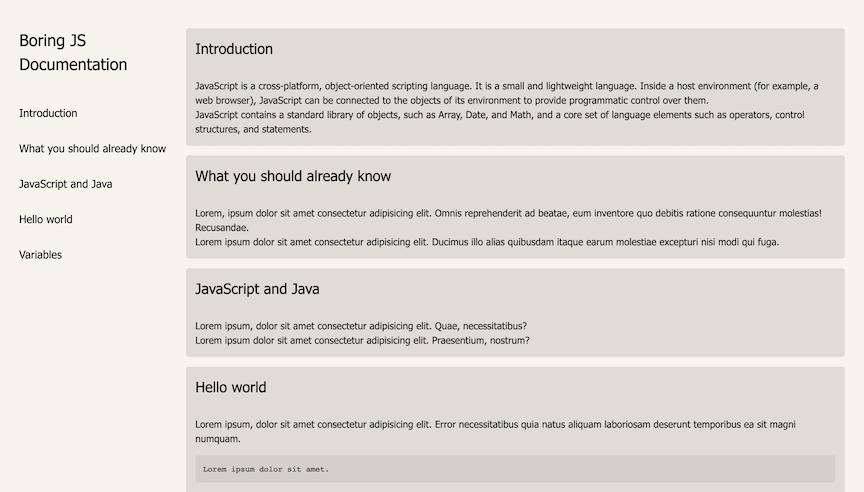 Boring JS
Documentation
Introduction
What you should already know
JavaScript and Java
Hello world
Variables
Introduction
JavaScript is a cross-platform, object-oriented scripting language. It is a small and lightweight language. Inside a host environment (for example, a
web browser), JavaScript can be connected to the objects of its environment to provide programmatic control over them.
JavaScript contains a standard library of objects, such as Array, Date, and Math, and a core set of language elements such as operators, control
structures, and statements.
What you should already know
Lorem, ipsum dolor sit amet consectetur adipisicing elit. Omnis reprehenderit ad beatae, eum inventore quo debitis ratione consequuntur molestias!
Recusandae.
Lorem ipsum dolor sit amet consectetur adipisicing elit. Ducimus illo alias quibusdam itaque earum molestiae excepturi nisi modi qui fuga.
JavaScript and Java
Lorem ipsum, dolor sit amet consectetur adipisicing elit. Quae, necessitatibus?
Lorem ipsum dolor sit amet consectetur adipisicing elit. Praesentium, nostrum?
Hello world
Lorem ipsum, dolor sit amet consectetur adipisicing elit. Error necessitatibus quia natus aliquam laboriosam deserunt temporibus ea sit magni
numquam.
Lorem ipsum dolor sit amet.